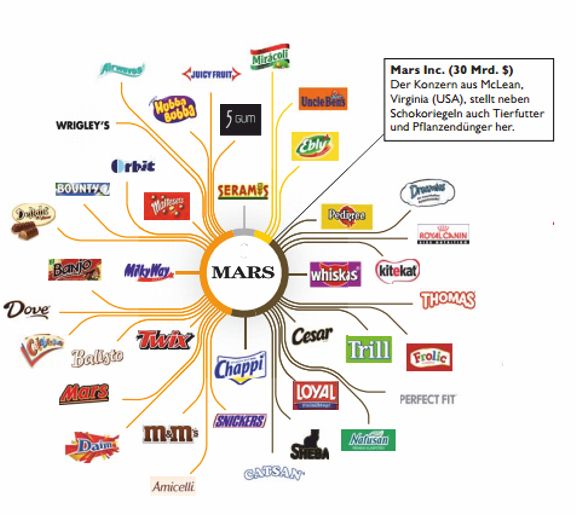 Airwaves
JUICY FRUIT
Mirácoli
Mars Inc. (30 Mrd. $)
Der Konzern aus McLean,
Virginia (USA), stellt neben
Schokoriegeln auch Tierfutter
und Pflanzendünger her.
Hubba
Bubba
Uncle Ben's
5 GUM
WRIGLEY'S
Ebly
Orbit
BOUNTY
Maltesers
SERAMIS
Dreamies
Pedigree
ROYAL CANIN
Banjo
MilkyWay
MARS
whiskas
kitekat
THOMAS
Dove
Twix
Cesar
Trill
Frolic
Celebrations
Balisto
Chappi
Mars
LOYAL
PERFECT FIT
SNICKERS
Daim
m&m's
SHEBA
Natusan
CATSAN
Amicelli